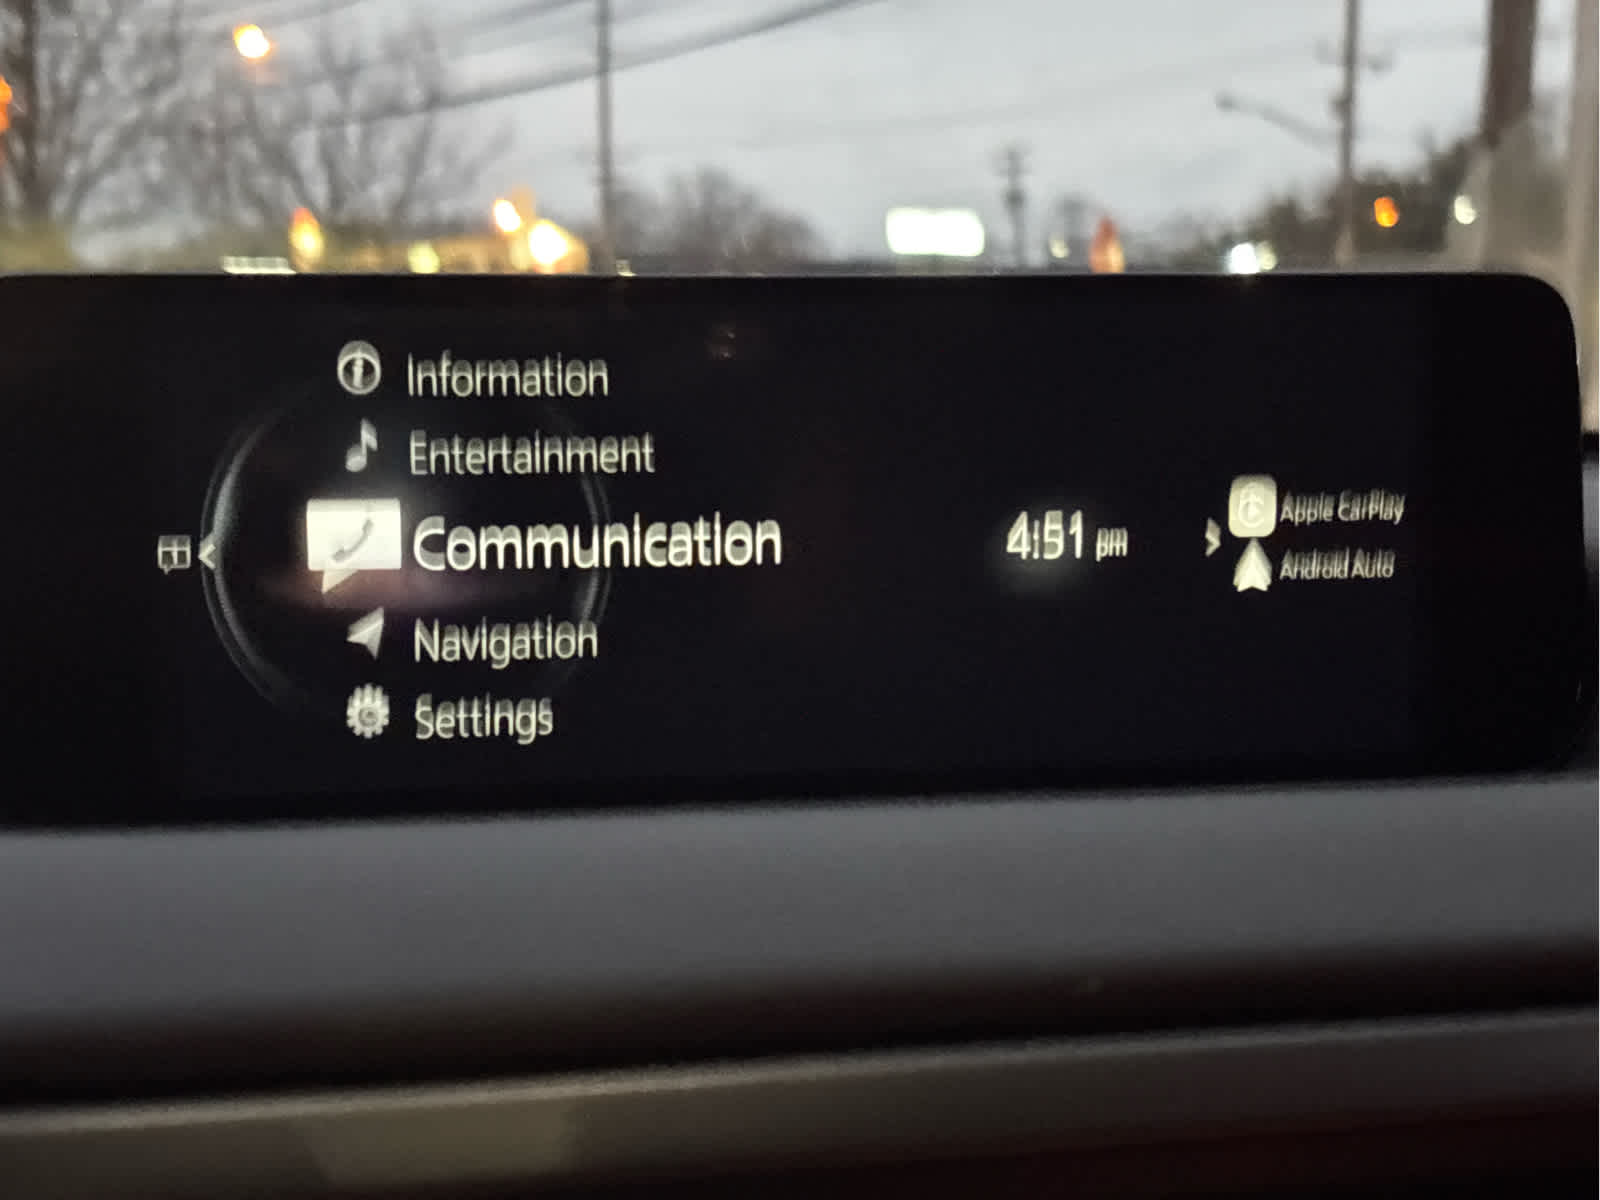 Information
Entertainment
Communication
Navigation
Settings
4:51 pm
Apple CarPlay
Android Auto